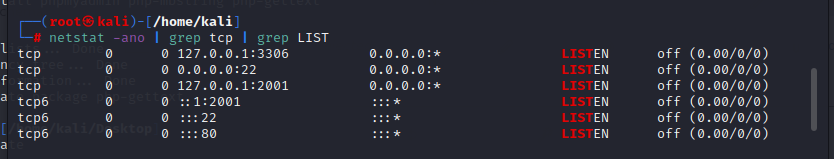 (root㉿kali)-[/home/kali]
# netstat -ano | grep tcp | grep LIST
tcp 0 0 127.0.0.1:3306 0.0.0.0:* LISTEN off (0.00/0/0)
tcp 0 0 0.0.0.0:22 0.0.0.0:* LISTEN off (0.00/0/0)
tcp 0 0 127.0.0.1:2001 0.0.0.0:* LISTEN off (0.00/0/0)
tcp6 0 0 ::1:2001 :::* LISTEN off (0.00/0/0)
tcp6 0 0 :::22 :::* LISTEN off (0.00/0/0)
tcp6 0 0 :::80 :::* LISTEN off (0.00/0/0)